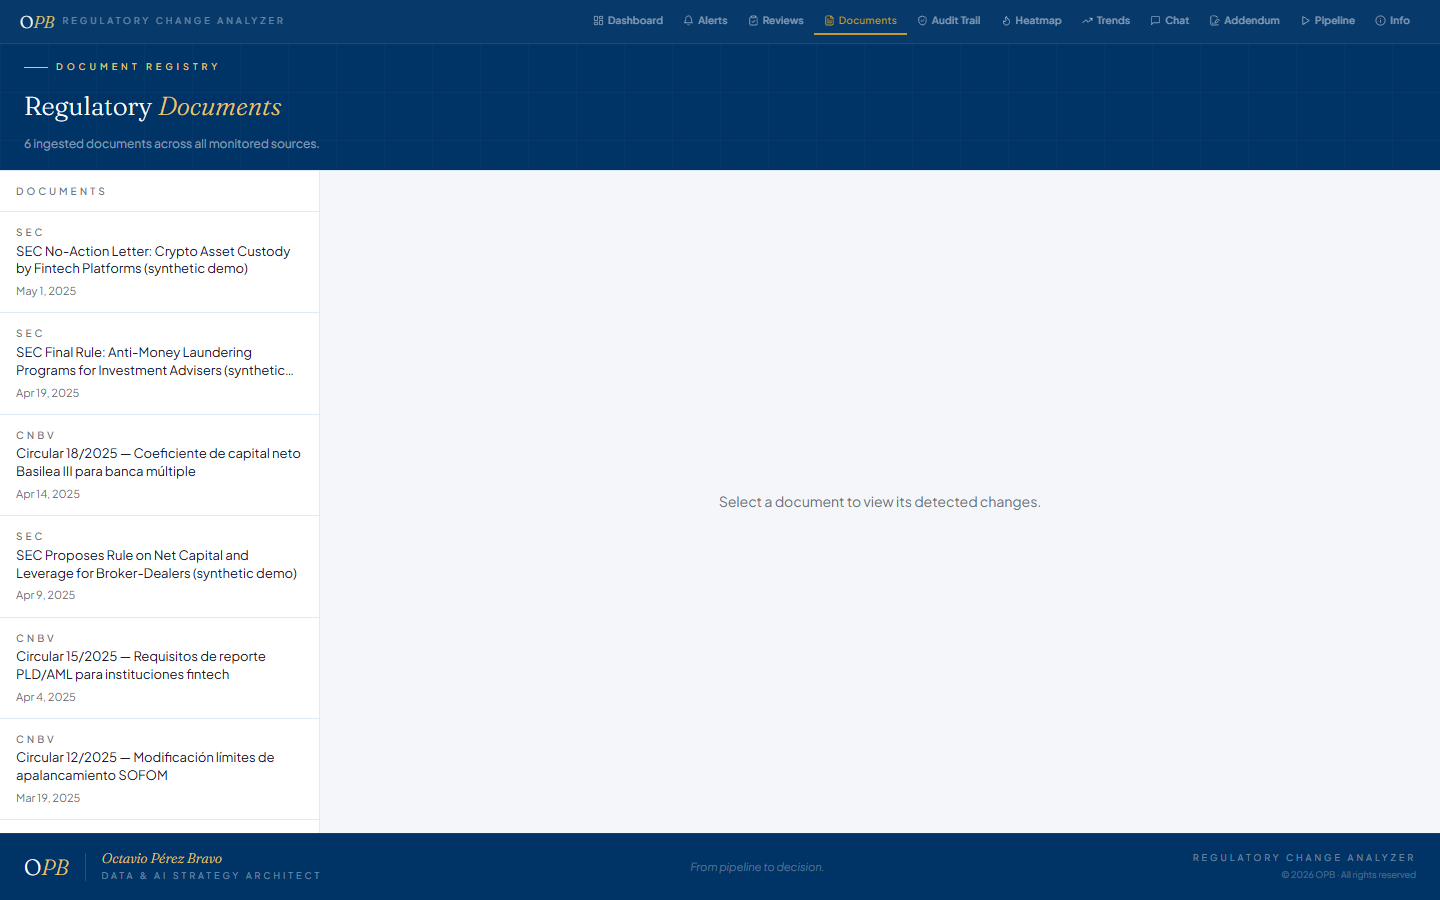 OPB REGULATORY CHANGE ANALYZER
Dashboard Alerts Reviews Documents Audit Trail Heatmap Trends Chat Addendum Pipeline Info
DOCUMENT REGISTRY
Regulatory Documents
6 ingested documents across all monitored sources.
DOCUMENTS
SEC
SEC No-Action Letter: Crypto Asset Custody
by Fintech Platforms (synthetic demo)
May 1, 2025
SEC
SEC Final Rule: Anti-Money Laundering
Programs for Investment Advisers (synthetic...
Apr 19, 2025
CNBV
Circular 18/2025 — Coeficiente de capital neto
Basilea III para banca múltiple
Apr 14, 2025
SEC
SEC Proposes Rule on Net Capital and
Leverage for Broker-Dealers (synthetic demo)
Apr 9, 2025
CNBV
Circular 15/2025 — Requisitos de reporte
PLD/AML para instituciones fintech
Apr 4, 2025
CNBV
Circular 12/2025 — Modificación límites de
apalancamiento SOFOM
Mar 19, 2025
Select a document to view its detected changes.
OPB
Octavio Pérez Bravo
DATA & AI STRATEGY ARCHITECT
From pipeline to decision.
REGULATORY CHANGE ANALYZER
© 2026 OPB · All rights reserved